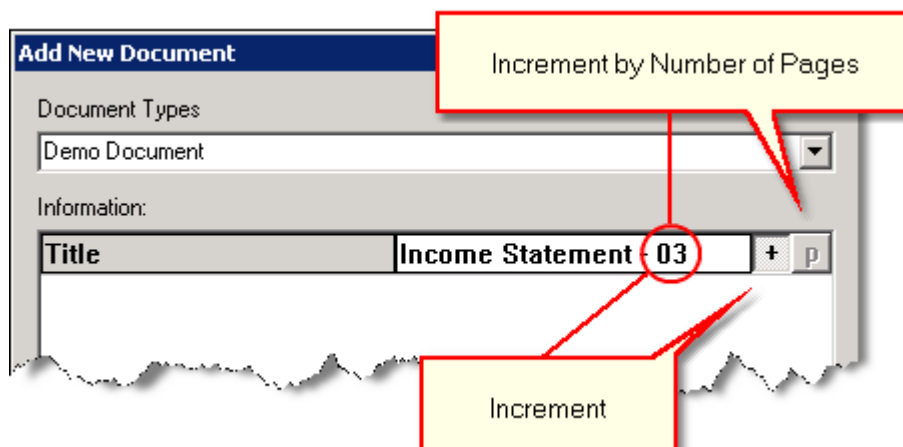 Add New Document
Increment by Number of Pages
Document Types
Demo Document
Information:
Title Income Statement - 03 + p
Increment